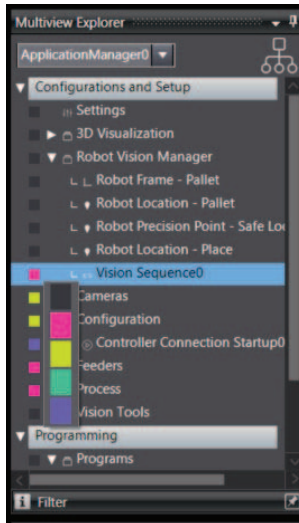 Multiview Explorer
ApplicationManager0
Configurations and Setup
Settings
3D Visualization
Robot Vision Manager
Robot Frame - Pallet
Robot Location - Pallet
Robot Precision Point - Safe Loc
Robot Location - Place
Vision Sequence0
Cameras
Configuration
Controller Connection Startup0
Feeders
Process
Vision Tools
Programming
Programs
Filter